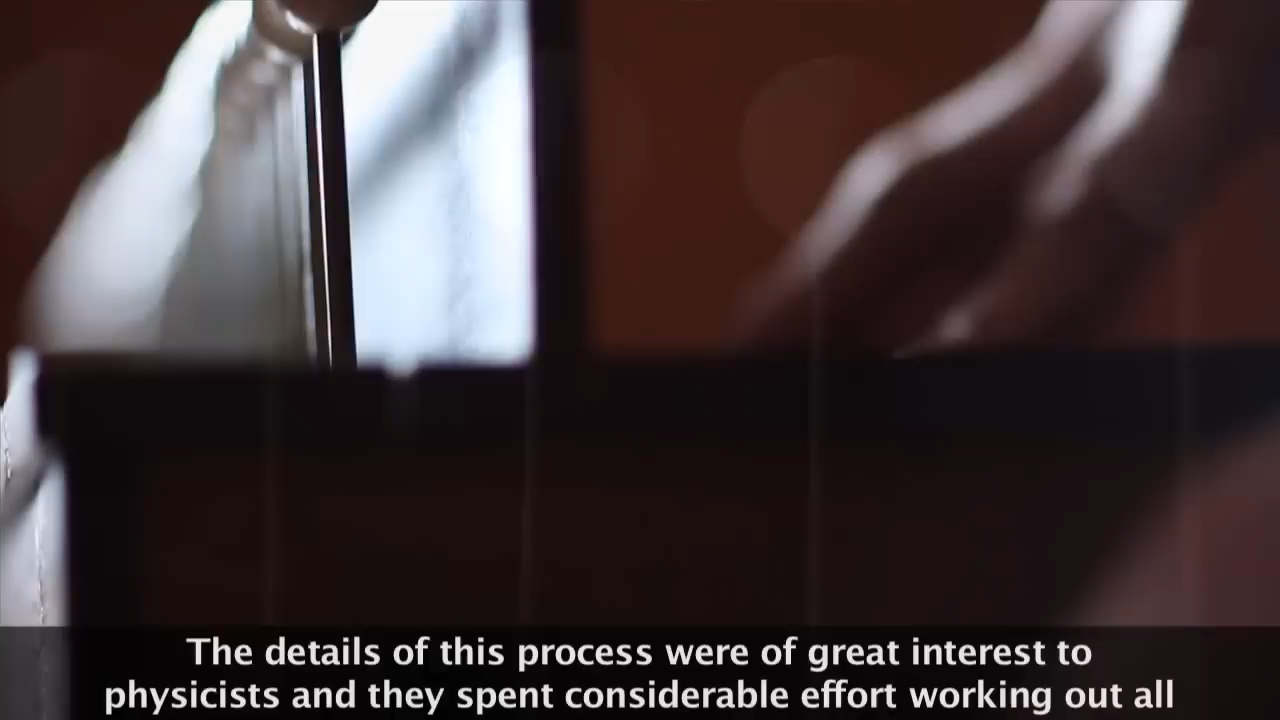 The details of this process were of great interest to
physicists and they spent considerable effort working out all